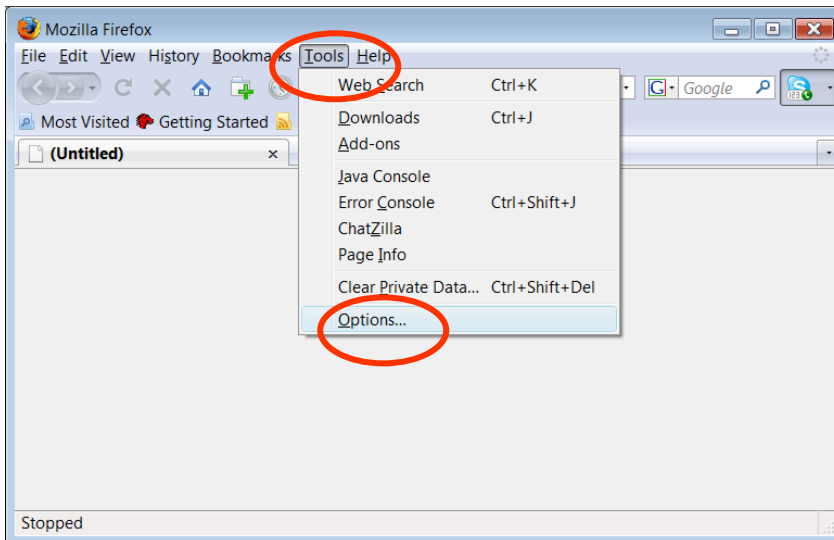 Mozilla Firefox
File Edit View History Bookmarks Tools Help
G Google
123
Most Visited Getting Started
(Untitled)
Web Search Ctrl+K
Downloads Ctrl+J
Add-ons
Java Console
Error Console Ctrl+Shift+J
ChatZilla
Page Info
Clear Private Data... Ctrl+Shift+Del
Options...
Stopped